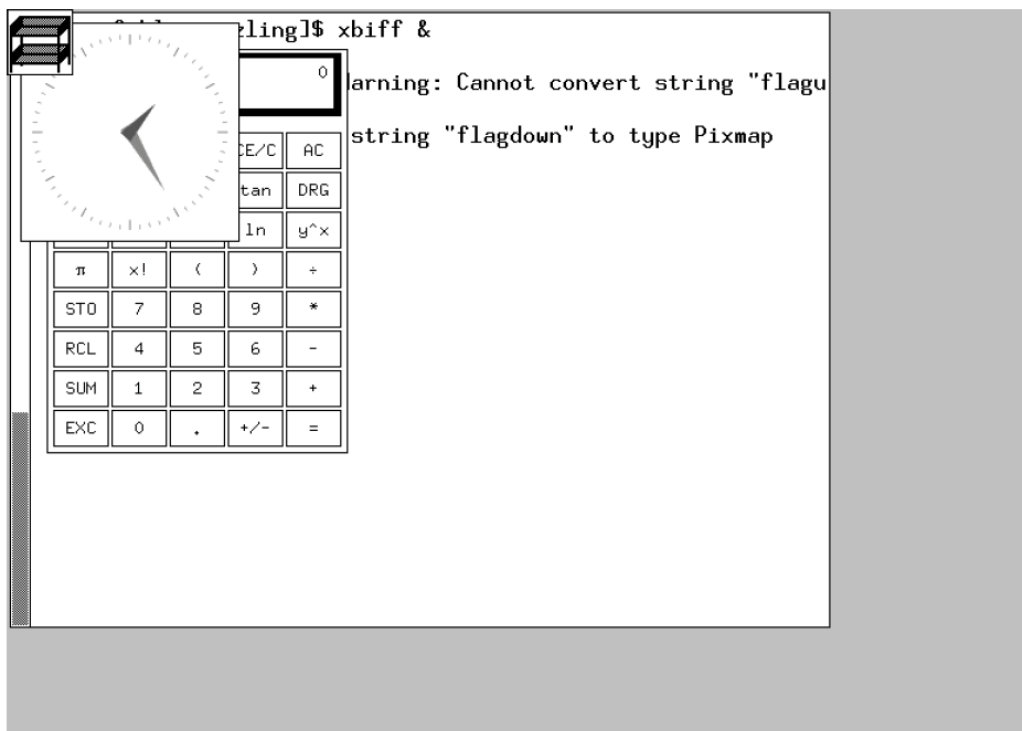 zling]$ xbiff &
0
arning: Cannot convert string "flagu
string "flagdown" to type Pixmap
CE/C AC
tan DRG
ln y^x
π x! ( ) ÷
STO 7 8 9 *
RCL 4 5 6 -
SUM 1 2 3 +
EXC 0 . +/- =